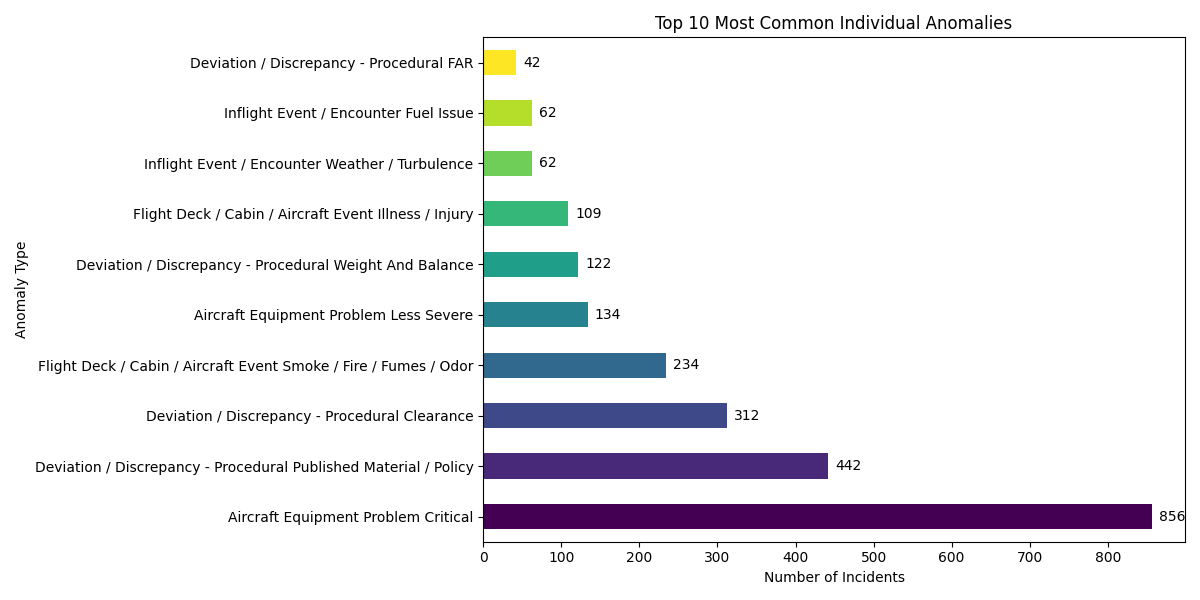 Top 10 Most Common Individual Anomalies
Anomaly Type
Deviation / Discrepancy - Procedural FAR
42
Inflight Event / Encounter Fuel Issue
62
Inflight Event / Encounter Weather / Turbulence
62
Flight Deck / Cabin / Aircraft Event Illness / Injury
109
Deviation / Discrepancy - Procedural Weight And Balance
122
Aircraft Equipment Problem Less Severe
134
Flight Deck / Cabin / Aircraft Event Smoke / Fire / Fumes / Odor
234
Deviation / Discrepancy - Procedural Clearance
312
Deviation / Discrepancy - Procedural Published Material / Policy
442
Aircraft Equipment Problem Critical
856
0 100 200 300 400 500 600 700 800
Number of Incidents